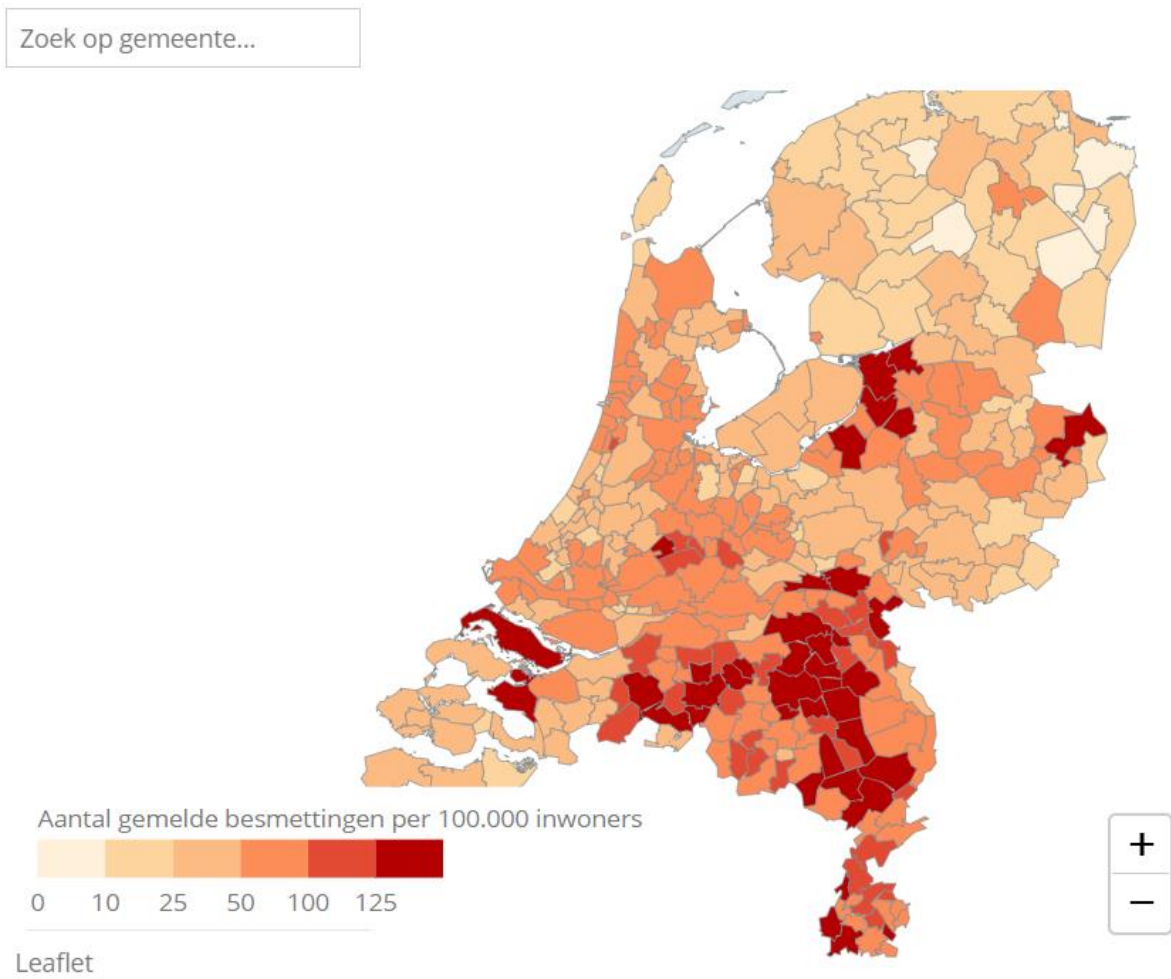 Zoek op gemeente...
Aantal gemelde besmettingen per 100.000 inwoners
0 10 25 50 100 125
+
−
Leaflet